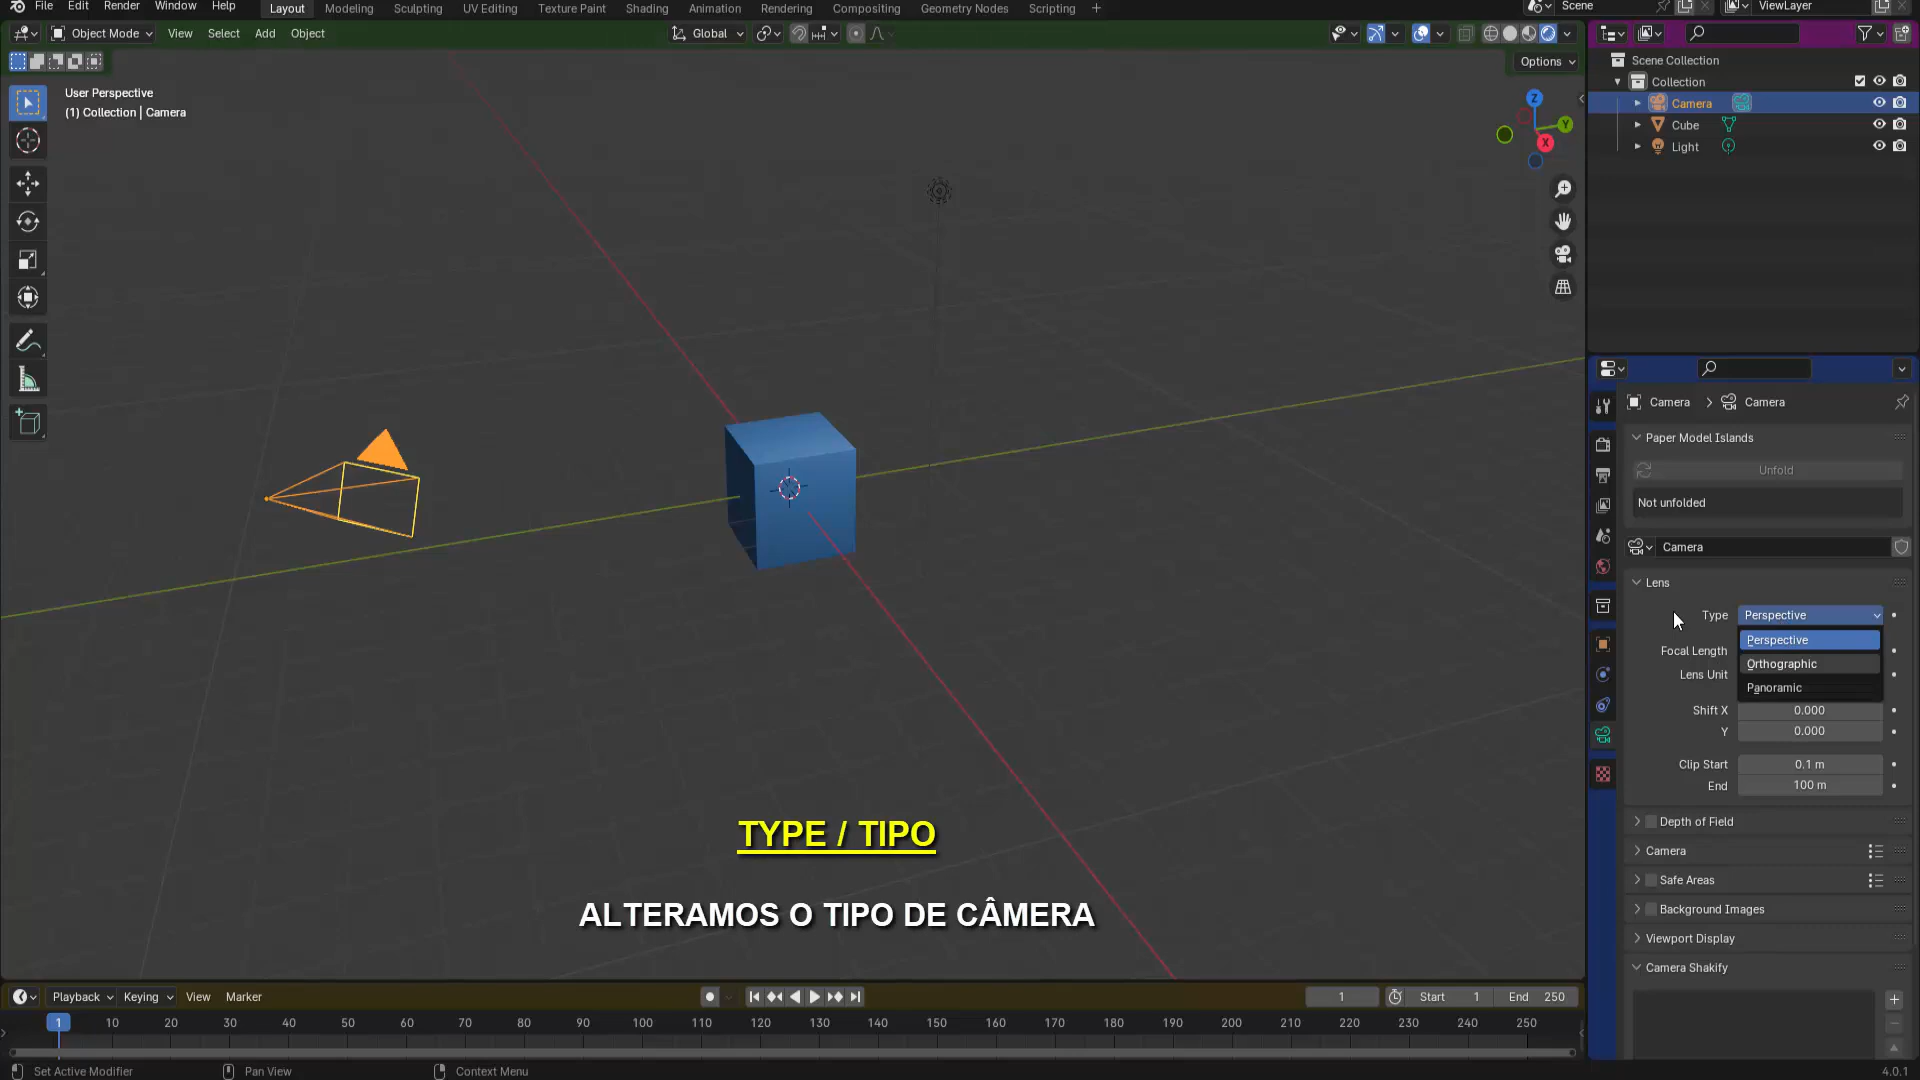 File Edit Render Window Help Layout Modeling Sculpting UV Editing Texture Paint Shading Animation Rendering Compositing Geometry Nodes Scripting + Scene ViewLayer
Object Mode View Select Add Object Global
Options
User Perspective
(1) Collection | Camera
Z
Y
X
Scene Collection
Collection
Camera
Cube
Light
Camera > Camera
Paper Model Islands
Unfold
Not unfolded
Camera
Lens
Type Perspective
Perspective
Focal Length
Orthographic
Lens Unit
Panoramic
Shift X 0.000
Y 0.000
Clip Start 0.1 m
End 100 m
Depth of Field
Camera
Safe Areas
Background Images
Viewport Display
Camera Shakify
TYPE / TIPO
ALTERAMOS O TIPO DE CÂMERA
Playback Keying View Marker 1 Start 1 End 250
1 10 20 30 40 50 60 70 80 90 100 110 120 130 140 150 160 170 180 190 200 210 220 230 240 250
Set Active Modifier Pan View Context Menu 4.0.1